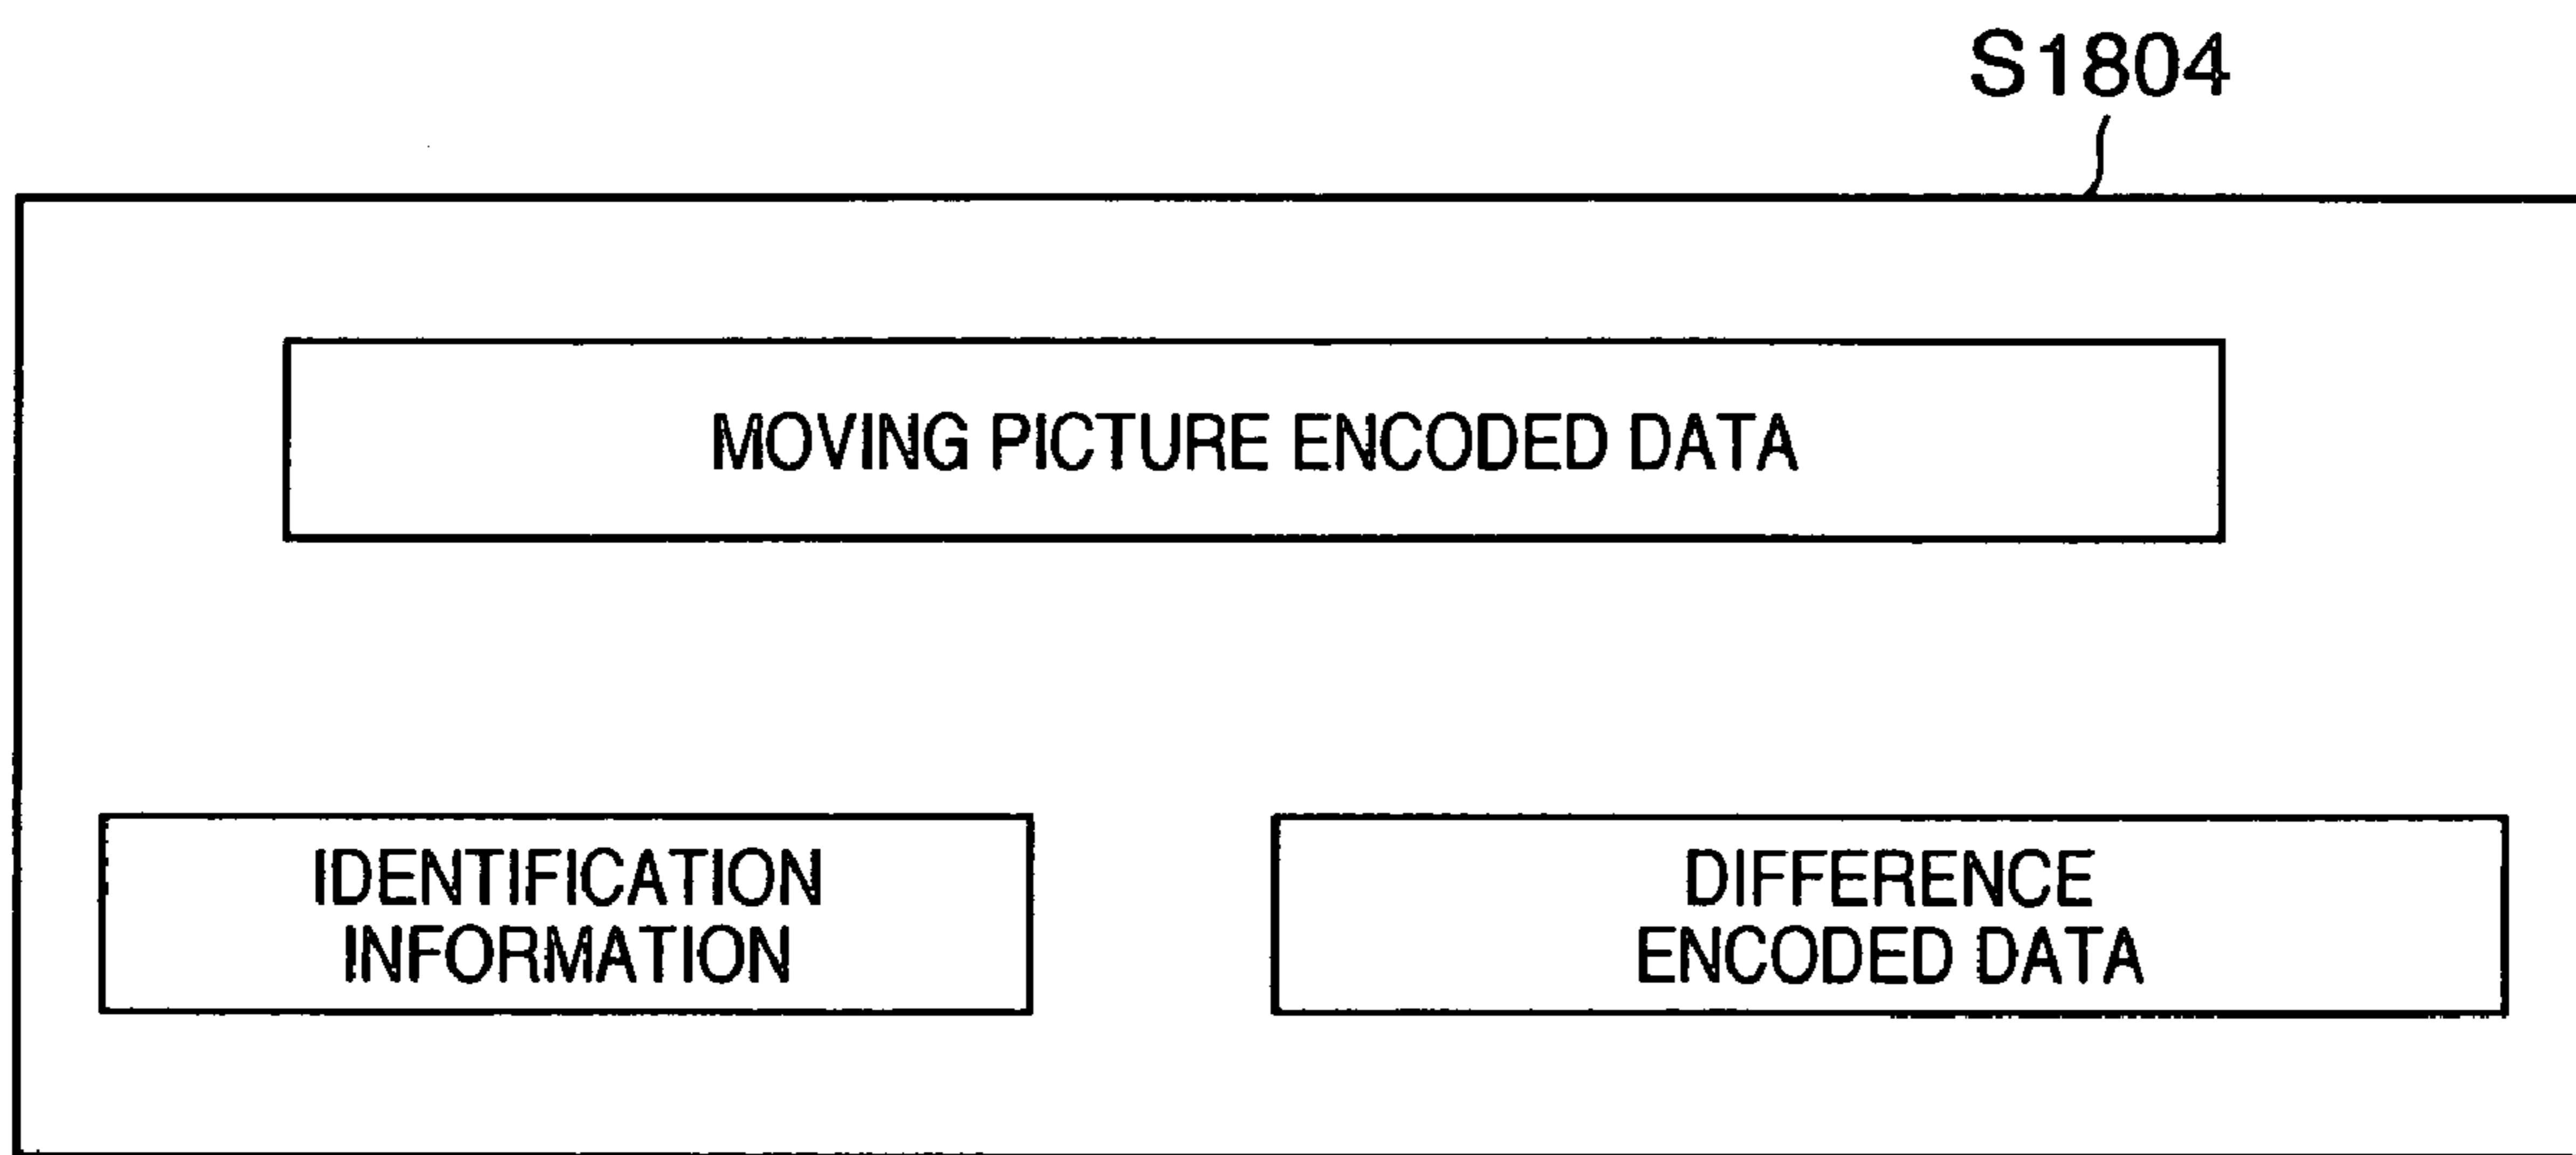 S1804
MOVING PICTURE ENCODED DATA
IDENTIFICATION
INFORMATION
DIFFERENCE
ENCODED DATA